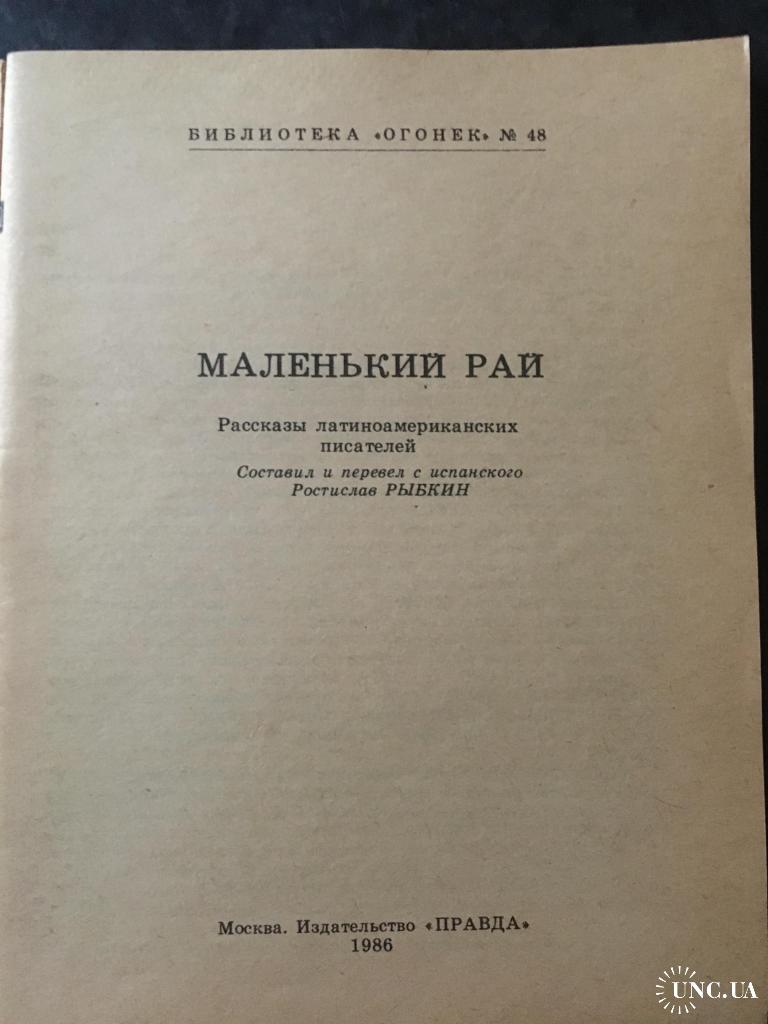 БИБЛИОТЕКА «ОГОНЕК» № 48
МАЛЕНЬКИЙ РАЙ
Рассказы латиноамериканских
писателей
Составил и перевел с испанского
Ростислав РЫБКИН
Москва. Издательство «ПРАВДА»
1986
UNC.UA